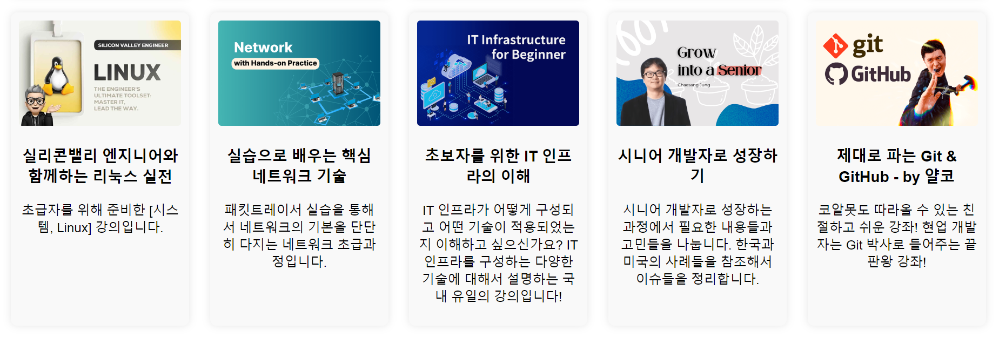 SILICON VALLEY ENGINEER
LINUX
THE ENGINEER'S
ULTIMATE TOOLSET:
MASTER IT,
LEAD THE WAY.
실리콘밸리 엔지니어와
함께하는 리눅스 실전
초급자를 위해 준비한 [시스
템, Linux] 강의입니다.
Network
with Hands-on Practice
실습으로 배우는 핵심
네트워크 기술
패킷트레이서 실습을 통해
서 네트워크의 기본을 단단
히 다지는 네트워크 초급과
정입니다.
IT Infrastructure
for Beginner
초보자를 위한 IT 인프
라의 이해
IT 인프라가 어떻게 구성되
고 어떤 기술이 적용되었는
지 이해하고 싶으신가요? IT
인프라를 구성하는 다양한
기술에 대해서 설명하는 국
내 유일의 강의입니다!
Grow
into a Senior
Chaesang Jung
시니어 개발자로 성장하
기
시니어 개발자로 성장하는
과정에서 필요한 내용들과
고민들을 나눕니다. 한국과
미국의 사례들을 참조해서
이슈들을 정리합니다.
git
GitHub
제대로 파는 Git &
GitHub - by 얄코
코알못도 따라올 수 있는 친
절하고 쉬운 강좌! 현업 개발
자는 Git 박사로 들어주는 끝
판왕 강좌!